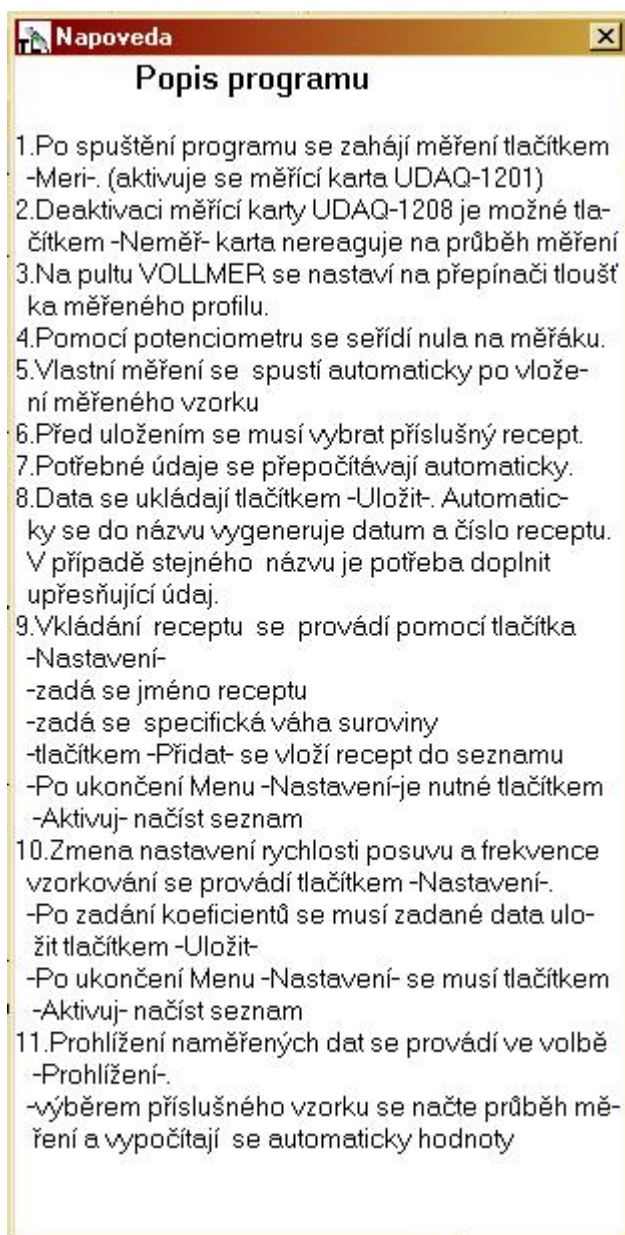 Napoveda
Popis programu
1.Po spuštění programu se zahájí měření tlačítkem
-Meri-. (aktivuje se měřící karta UDAQ-1201)
2.Deaktivaci měřící karty UDAQ-1208 je možné tla-
čítkem -Neměř- karta nereaguje na průběh měření
3.Na pultu VOLLMER se nastaví na přepínači tloušť
ka měřeného profilu.
4.Pomocí potenciometru se seřídí nula na měřáku.
5.Vlastní měření se  spustí automaticky po vlože-
ní měřeného vzorku
6.Před uložením se musí vybrat příslušný recept.
7.Potřebné údaje se přepočítávají automaticky.
8.Data se ukládají tlačítkem -Uložit-. Automatic-
ky se do názvu vygeneruje datum a číslo receptu.
V případě stejného  názvu je potřeba doplnit
upřesňující údaj.
9.Vkládání  receptu  se  provádí pomocí tlačítka
-Nastavení-
-zadá se jméno receptu
-zadá se  specifická váha suroviny
-tlačítkem -Přidat- se vloží recept do seznamu
-Po ukončení Menu -Nastavení-je nutné tlačítkem
-Aktivuj- načíst seznam
10.Zmena nastavení rychlosti posuvu a frekvence
vzorkování se provádí tlačítkem -Nastavení-.
-Po zadání koeficientů se musí zadané data ulo-
žit tlačítkem -Uložit-
-Po ukončení Menu -Nastavení- se musí tlačítkem
-Aktivuj- načíst seznam
11.Prohlížení naměřených dat se provádí ve volbě
-Prohlížení-.
-výběrem příslušného vzorku se načte průběh mě-
ření a vypočítají  se automaticky hodnoty